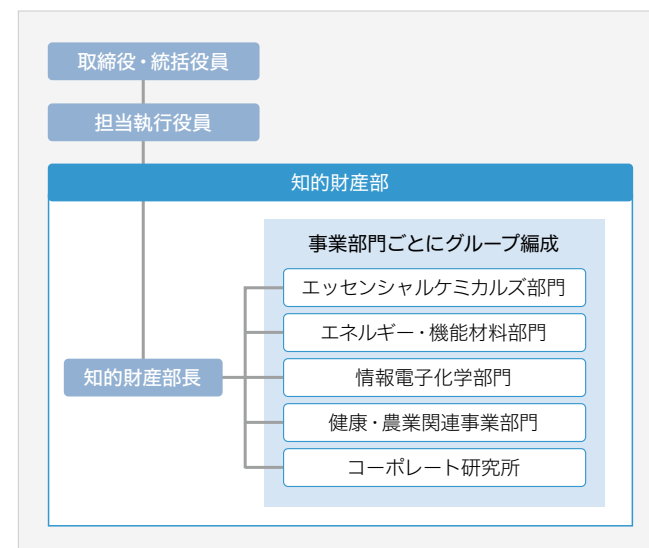 取締役・統括役員
担当執行役員
知的財産部
事業部門ごとにグループ編成
エッセンシャルケミカルズ部門
エネルギー・機能材料部門
知的財産部長
情報電子化学部門
健康・農業関連事業部門
コーポレート研究所